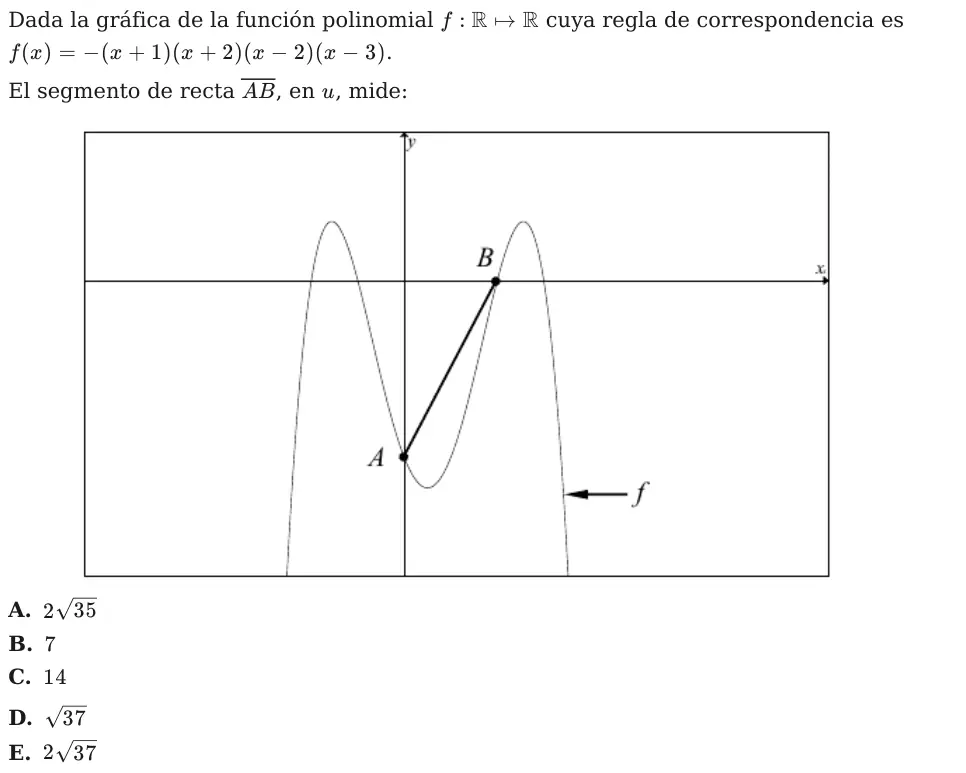 Dada la gráfica de la función polinomial f : ℝ ↦ ℝ cuya regla de correspondencia es
f(x) = −(x + 1)(x + 2)(x − 2)(x − 3).
El segmento de recta \overline{AB}, en u, mide:
y
B
x
A
f
A. 2√35
B. 7
C. 14
D. √37
E. 2√37